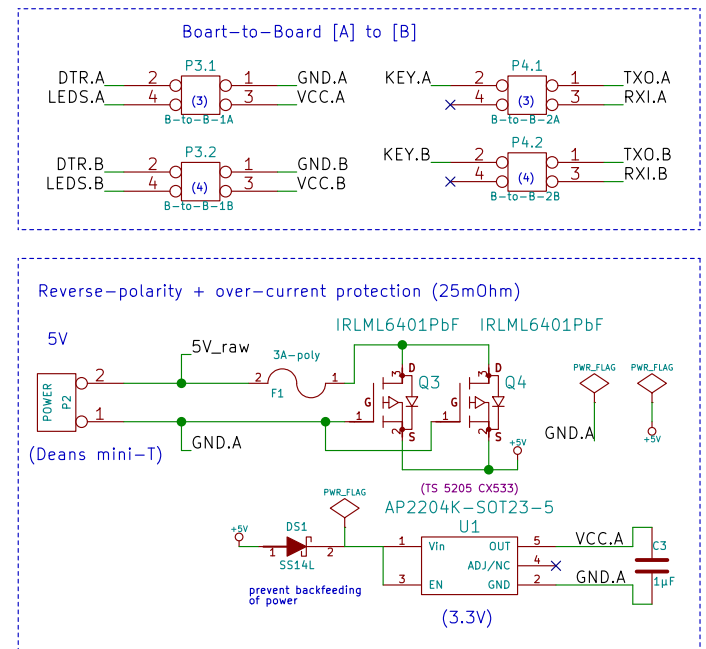 Boart-to-Board [A] to [B]
P3.1
DTR.A 2 1 GND.A
LEDS.A 4 (3) 3 VCC.A
B-to-B-1A
P4.1
KEY.A 2 1 TXO.A
4 (3) 3 RXI.A
B-to-B-2A
P3.2
DTR.B 2 1 GND.B
LEDS.B 4 (4) 3 VCC.B
B-to-B-1B
P4.2
KEY.B 2 1 TXO.B
4 (4) 3 RXI.B
B-to-B-2B
Reverse-polarity + over-current protection (25mOhm)
IRLML6401PbF IRLML6401PbF
5V
5V_raw
3A-poly
2 1
F1
POWER
P2
2
1
GND.A
(Deans mini-T)
3 D
Q3
G
1
2 S
3 D
Q4
G
1
2 S
+5V
PWR_FLAG
GND.A
PWR_FLAG
+5V
(TS 5205 CX533)
AP2204K-SOT23-5
U1
PWR_FLAG
+5V
DS1
1 2
SS14L
prevent backfeeding
of power
1 Vin OUT 5 VCC.A
ADJ/NC 4
3 EN GND 2 GND.A
C3
1µF
(3.3V)